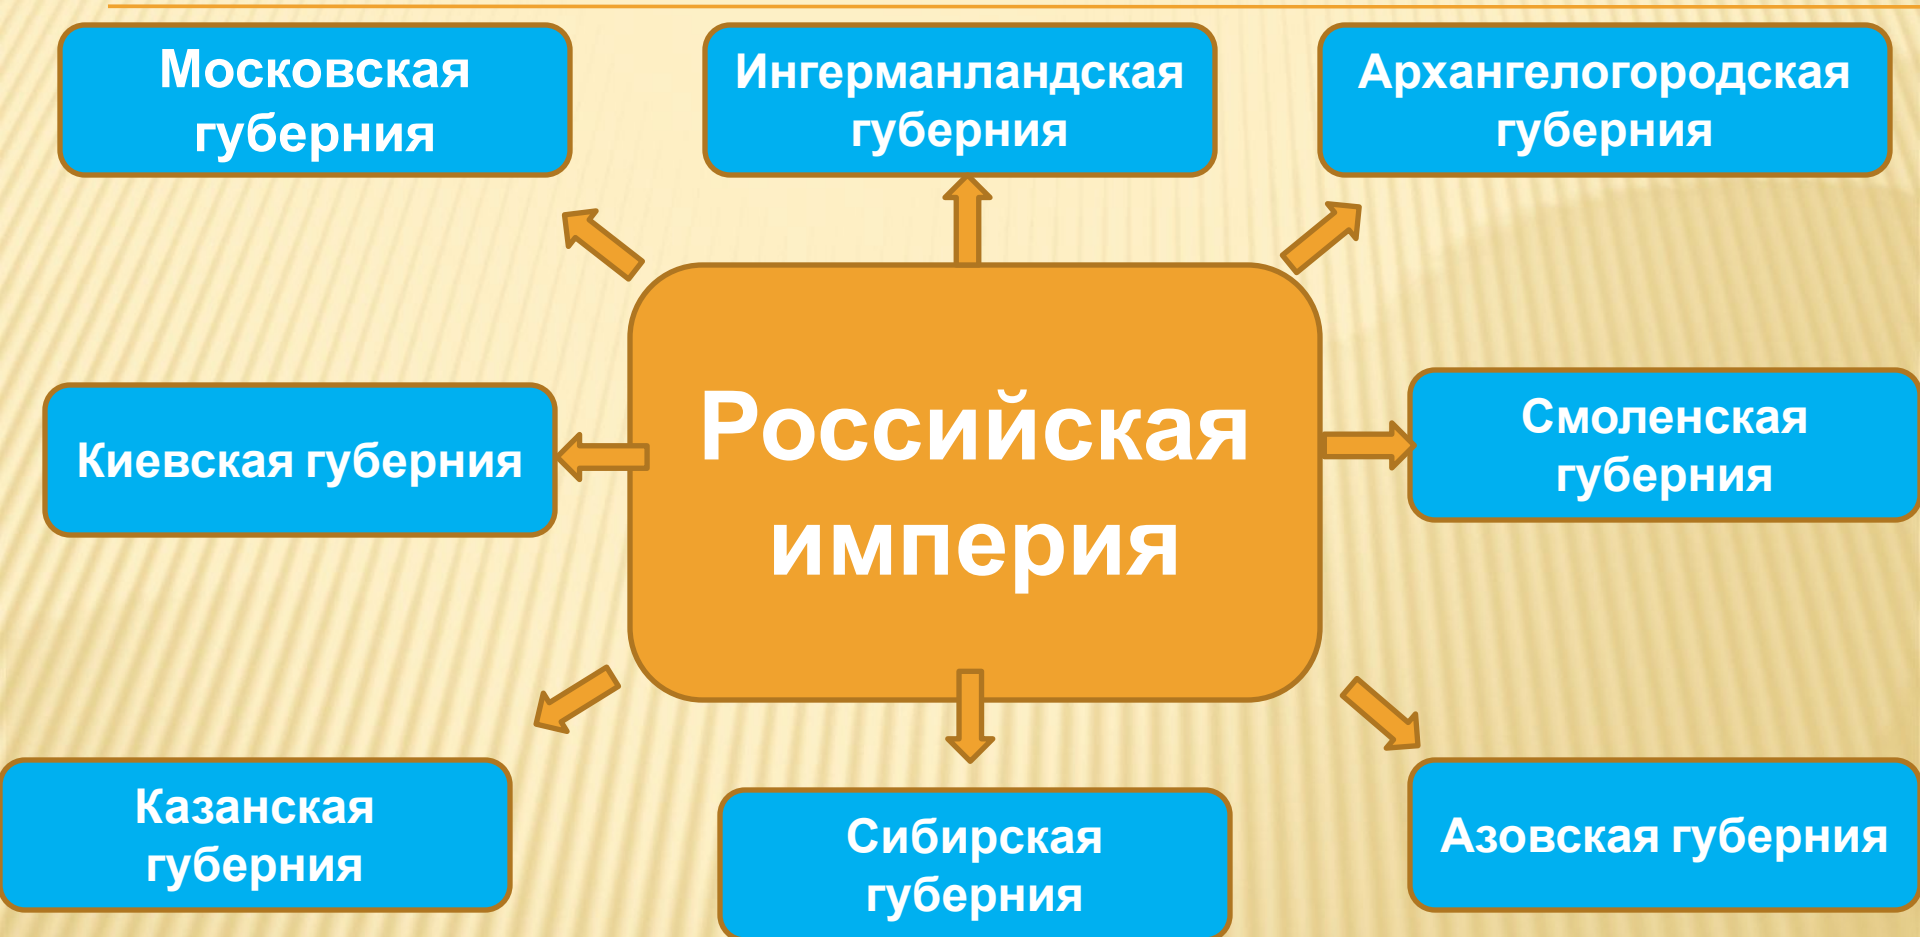 Московская
губерния
Ингерманландская
губерния
Архангелогородская
губерния
Киевская губерния
Российская
империя
Смоленская
губерния
Казанская
губерния
Сибирская
губерния
Азовская губерния